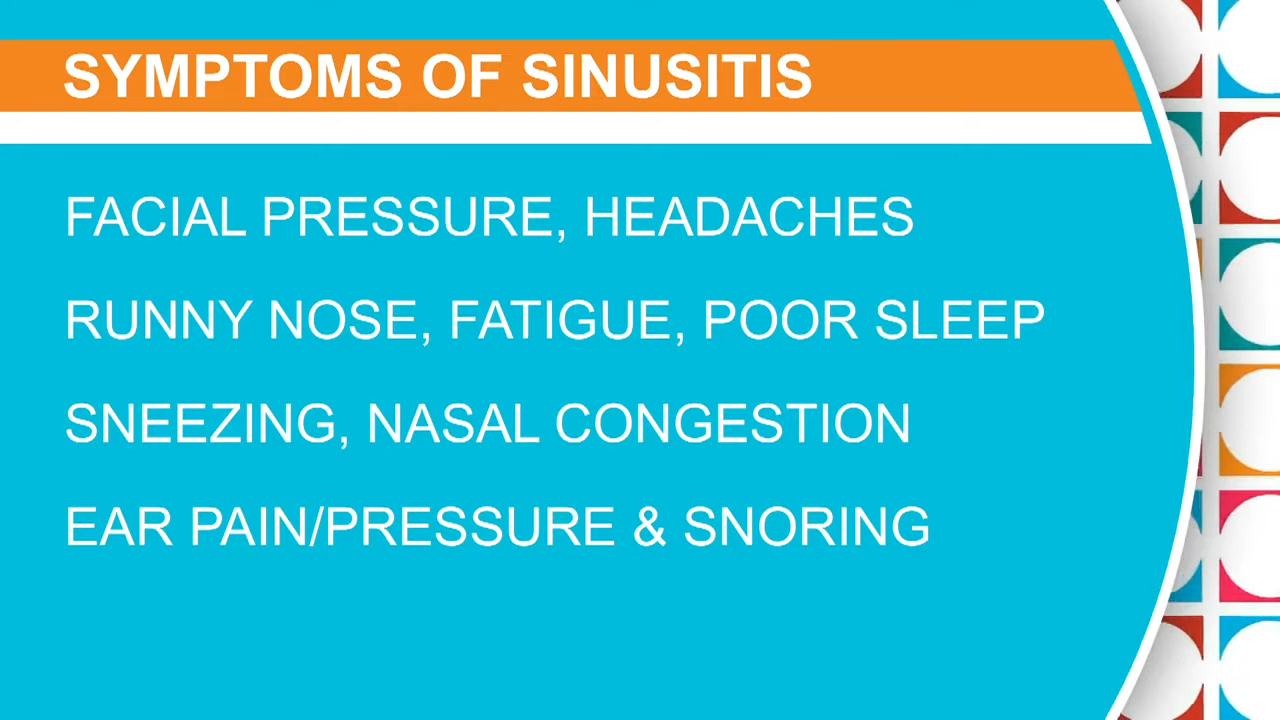 SYMPTOMS OF SINUSITIS
FACIAL PRESSURE, HEADACHES
RUNNY NOSE, FATIGUE, POOR SLEEP
SNEEZING, NASAL CONGESTION
EAR PAIN/PRESSURE & SNORING